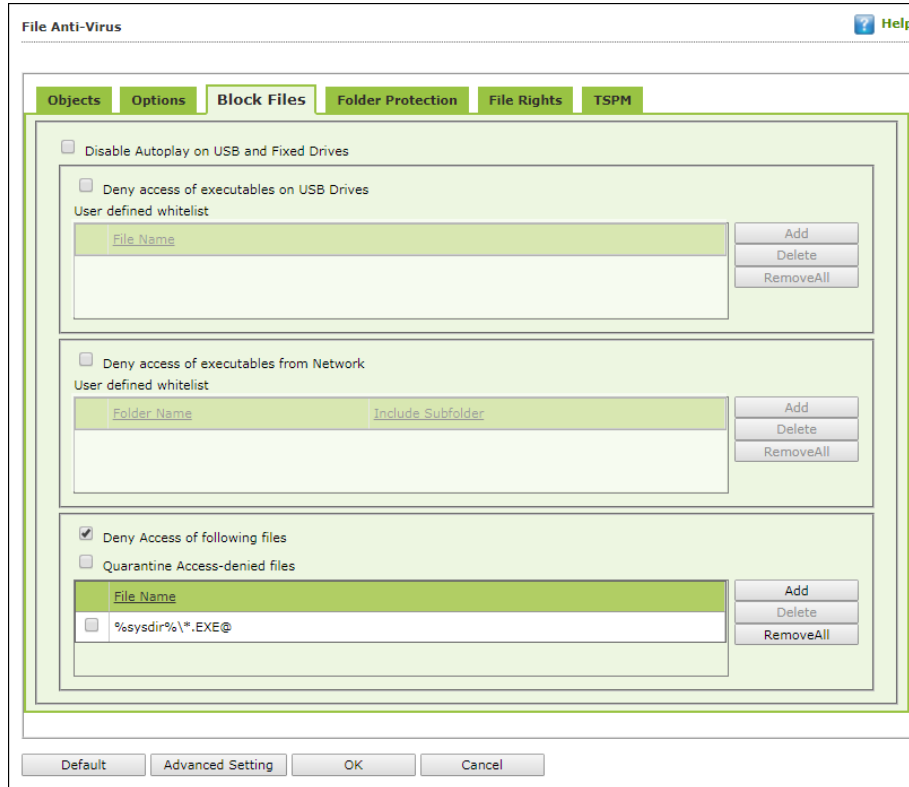 File Anti-Virus
Help
Objects Options Block Files Folder Protection File Rights TSPM
Disable Autoplay on USB and Fixed Drives
Deny access of executables on USB Drives
User defined whitelist
File Name
Add
Delete
RemoveAll
Deny access of executables from Network
User defined whitelist
Folder Name Include Subfolder
Add
Delete
RemoveAll
Deny Access of following files
Quarantine Access-denied files
File Name
%sysdir%\*.EXE@
Add
Delete
RemoveAll
Default Advanced Setting OK Cancel